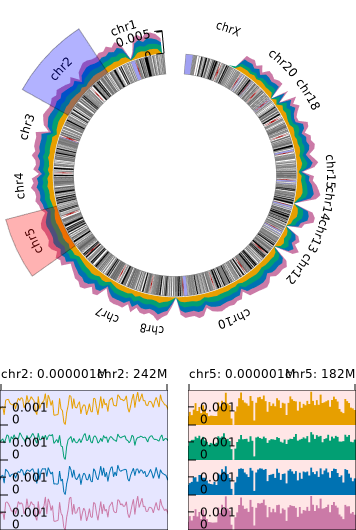 chrX
chr1
0.005
0
chr2
chr20
chr18
chr3
chr15
chr4
chr14
chr13
chr5
chr12
chr7
chr10
chr8
chr2: 0.000001M
chr2: 242M
chr5: 0.000001M
chr5: 182M
0.001
0
0.001
0
0.001
0
0.001
0
0.001
0
0.001
0
0.001
0
0.001
0